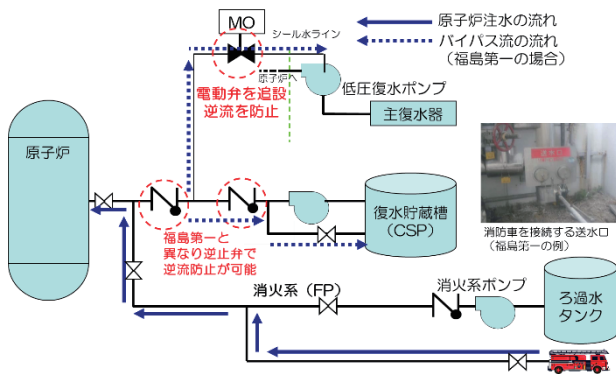 MO
シール水ライン
原子炉へ
電動弁を追設
逆流を防止
低圧復水ポンプ
主復水器
原子炉注水の流れ
バイパス流の流れ
(福島第一の場合)
原子炉
復水貯蔵槽
(CSP)
消防車を接続する送水口
(福島第一の例)
福島第一と
異なり逆止弁で
逆流防止が可能
消火系 (FP)
消火系ポンプ
ろ過水
タンク